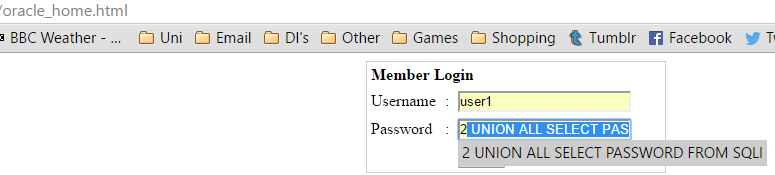 /oracle_home.html
BBC Weather - ... Uni Email DI's Other Games Shopping Tumblr Facebook
Member Login
Username : user1
Password : 2 UNION ALL SELECT PAS
2 UNION ALL SELECT PASSWORD FROM SQLI